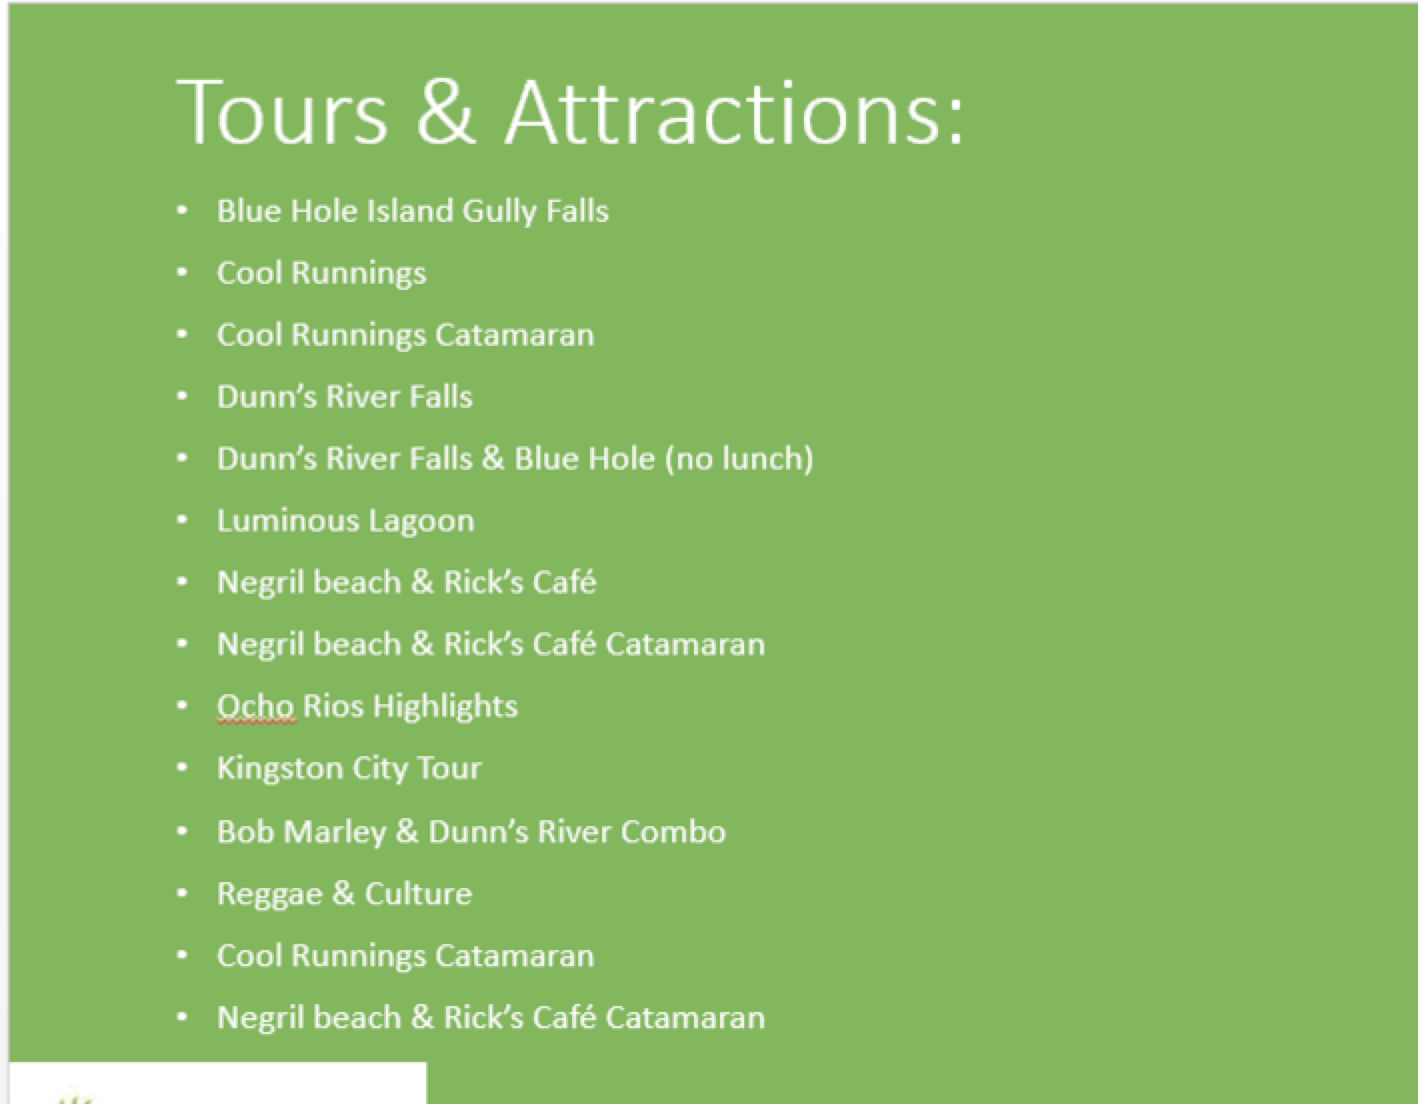 Tours & Attractions:
• Blue Hole Island Gully Falls
• Cool Runnings
• Cool Runnings Catamaran
• Dunn’s River Falls
• Dunn’s River Falls & Blue Hole (no lunch)
• Luminous Lagoon
• Negril beach & Rick’s Café
• Negril beach & Rick’s Café Catamaran
• Ocho Rios Highlights
• Kingston City Tour
• Bob Marley & Dunn’s River Combo
• Reggae & Culture
• Cool Runnings Catamaran
• Negril beach & Rick’s Café Catamaran